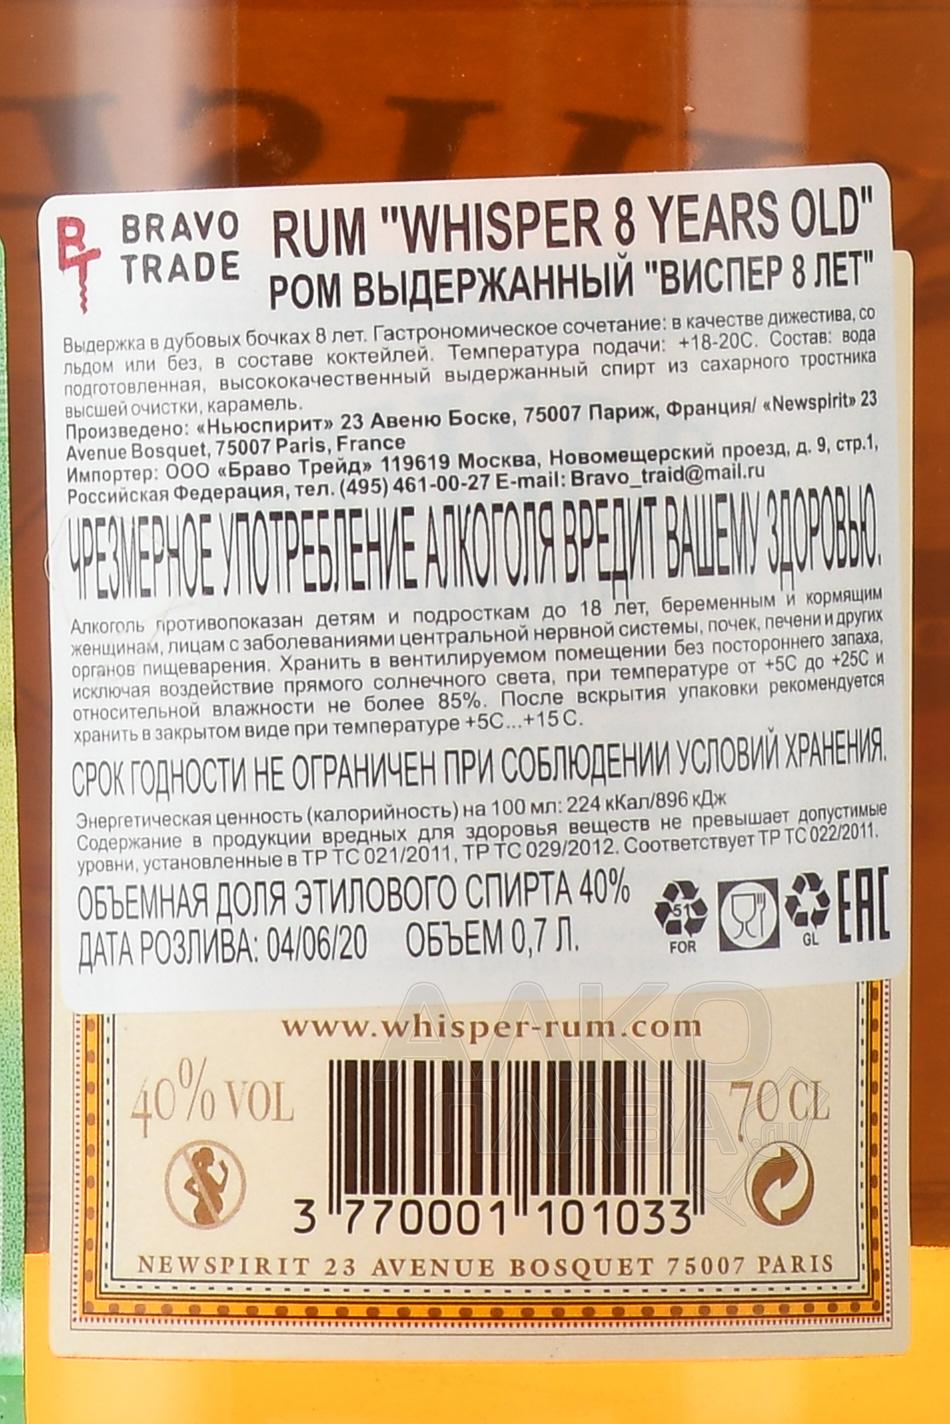 BRAVO
TRADE
RUM "WHISPER 8 YEARS OLD"
РОМ ВЫДЕРЖАННЫЙ "ВИСПЕР 8 ЛЕТ"
Выдержка в дубовых бочках 8 лет. Гастрономическое сочетание: в качестве дижестива, со
льдом или без, в составе коктейлей. Температура подачи: +18-20С. Состав: вода
подготовленная, высококачественный выдержанный спирт из сахарного тростника
высшей очистки, карамель.
Произведено: «Ньюспирит» 23 Авеню Боске, 75007 Париж, Франция/ «Newspirit» 23
Avenue Bosquet, 75007 Paris, France
Импортер: ООО «Браво Трейд» 119619 Москва, Новомещерский проезд, д. 9, стр.1,
Российская Федерация, тел. (495) 461-00-27 E-mail: Bravo_traid@mail.ru
ЧРЕЗМЕРНОЕ УПОТРЕБЛЕНИЕ АЛКОГОЛЯ ВРЕДИТ ВАШЕМУ ЗДОРОВЬЮ.
Алкоголь противопоказан детям и подросткам до 18 лет, беременным и кормящим
женщинам, лицам с заболеваниями центральной нервной системы, почек, печени и других
органов пищеварения. Хранить в вентилируемом помещении без постороннего запаха,
исключая воздействие прямого солнечного света, при температуре от +5С до +25С и
относительной влажности не более 85%. После вскрытия упаковки рекомендуется
хранить в закрытом виде при температуре +5С...+15 С.
СРОК ГОДНОСТИ НЕ ОГРАНИЧЕН ПРИ СОБЛЮДЕНИИ УСЛОВИЙ ХРАНЕНИЯ.
Энергетическая ценность (калорийность) на 100 мл: 224 кКал/896 кДж
Содержание в продукции вредных для здоровья веществ не превышает допустимые
уровни, установленные в ТР ТС 021/2011, ТР ТС 029/2012. Соответствует ТР ТС 022/2011.
ОБЪЕМНАЯ ДОЛЯ ЭТИЛОВОГО СПИРТА 40%
ДАТА РОЗЛИВА: 04/06/20 ОБЪЕМ 0,7 Л.
51
FOR
GL
EAC
www.whisper-rum.com
40% VOL
70 CL
3 770001 101033
NEWSPIRIT 23 AVENUE BOSQUET 75007 PARIS
АЛКО
ПЛАЗА.ru